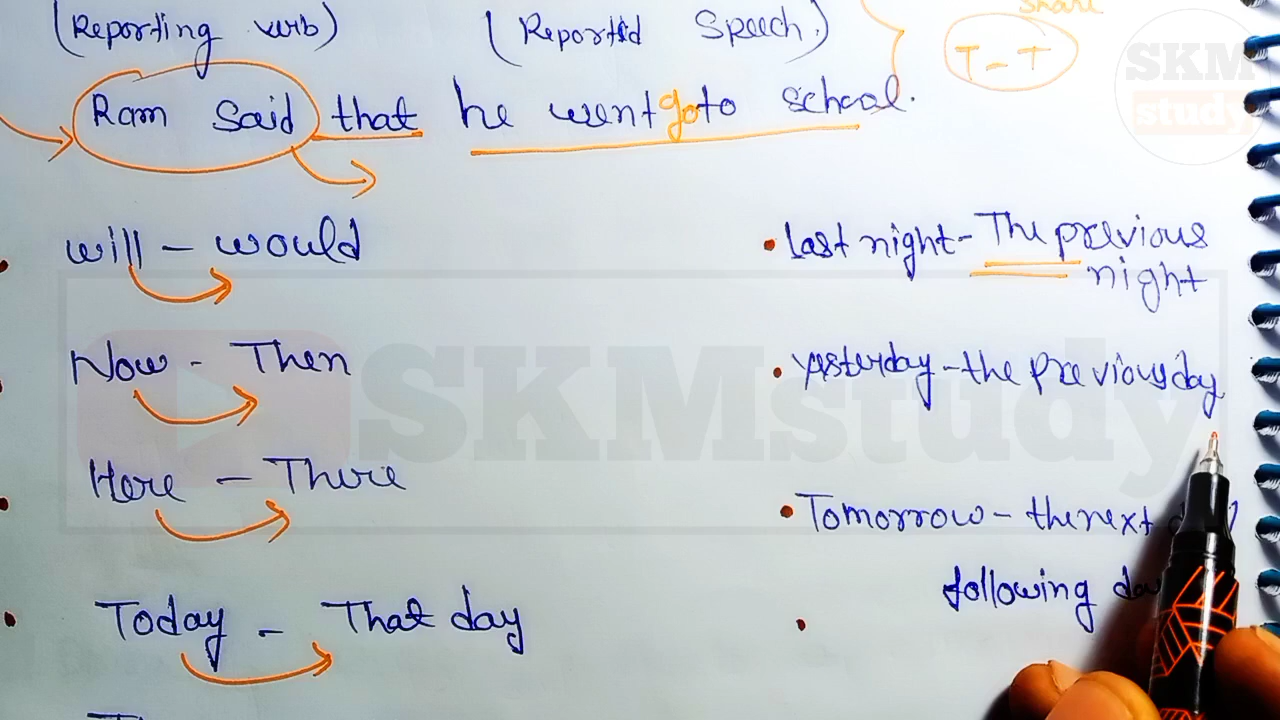 share
(Reporting verb) (Reported Speech.)
T - T
SKM
study
Ram said that he went go to school.
will - would
• last night - The previous
night
Now - Then
• yesterday - the previous day
SKMstudy
Here - There
• Tomorrow - the next
following
Today - That day